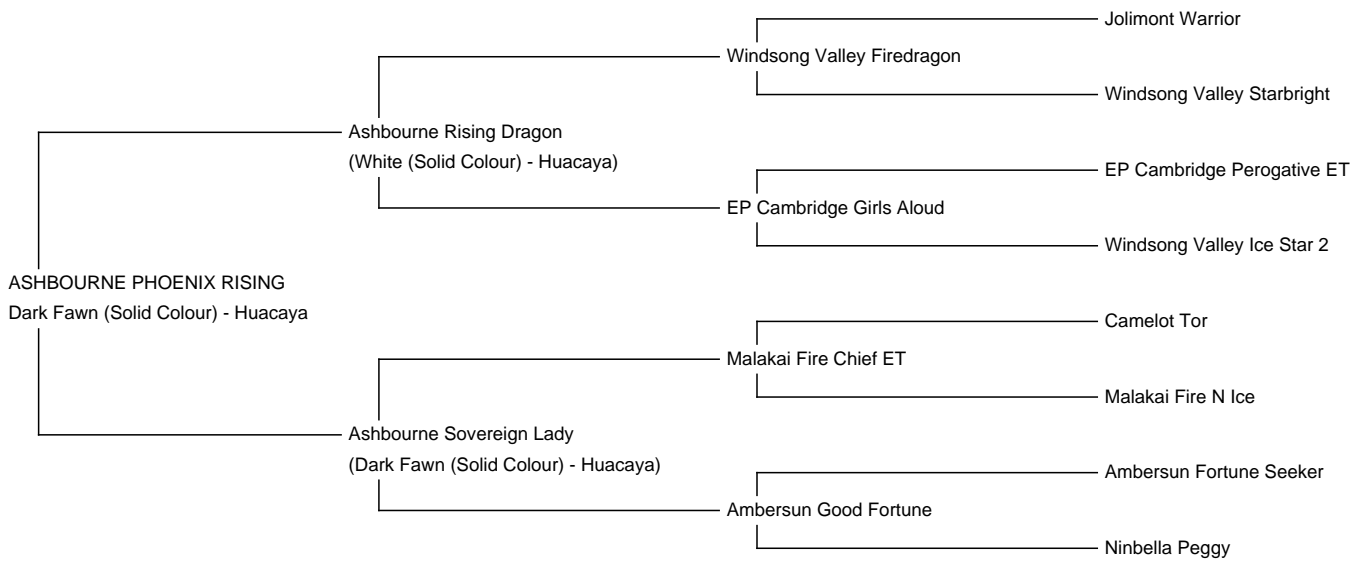 Jolimont Warrior
Windsong Valley Firedragon
Windsong Valley Starbright
Ashbourne Rising Dragon
(White (Solid Colour) - Huacaya)
EP Cambridge Perogative ET
EP Cambridge Girls Aloud
Windsong Valley Ice Star 2
ASHBOURNE PHOENIX RISING
Dark Fawn (Solid Colour) - Huacaya
Camelot Tor
Malakai Fire Chief ET
Malakai Fire N Ice
Ashbourne Sovereign Lady
(Dark Fawn (Solid Colour) - Huacaya)
Ambersun Fortune Seeker
Ambersun Good Fortune
Ninbella Peggy